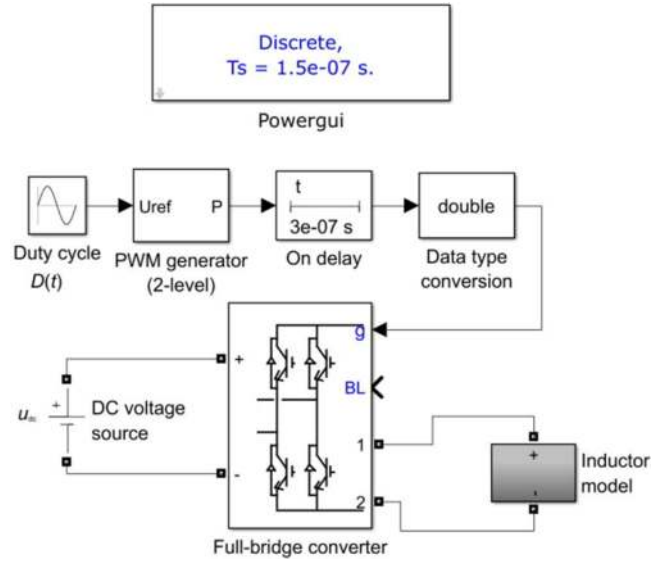 Discrete,
Ts = 1.5e-07 s.
Powergui
Uref P
t
3e-07 s
double
Duty cycle
D(t)
PWM generator
(2-level)
On delay
Data type
conversion
g
+
BL
+
u
DC voltage
source
1
+
Inductor
model
-
2
-
Full-bridge converter